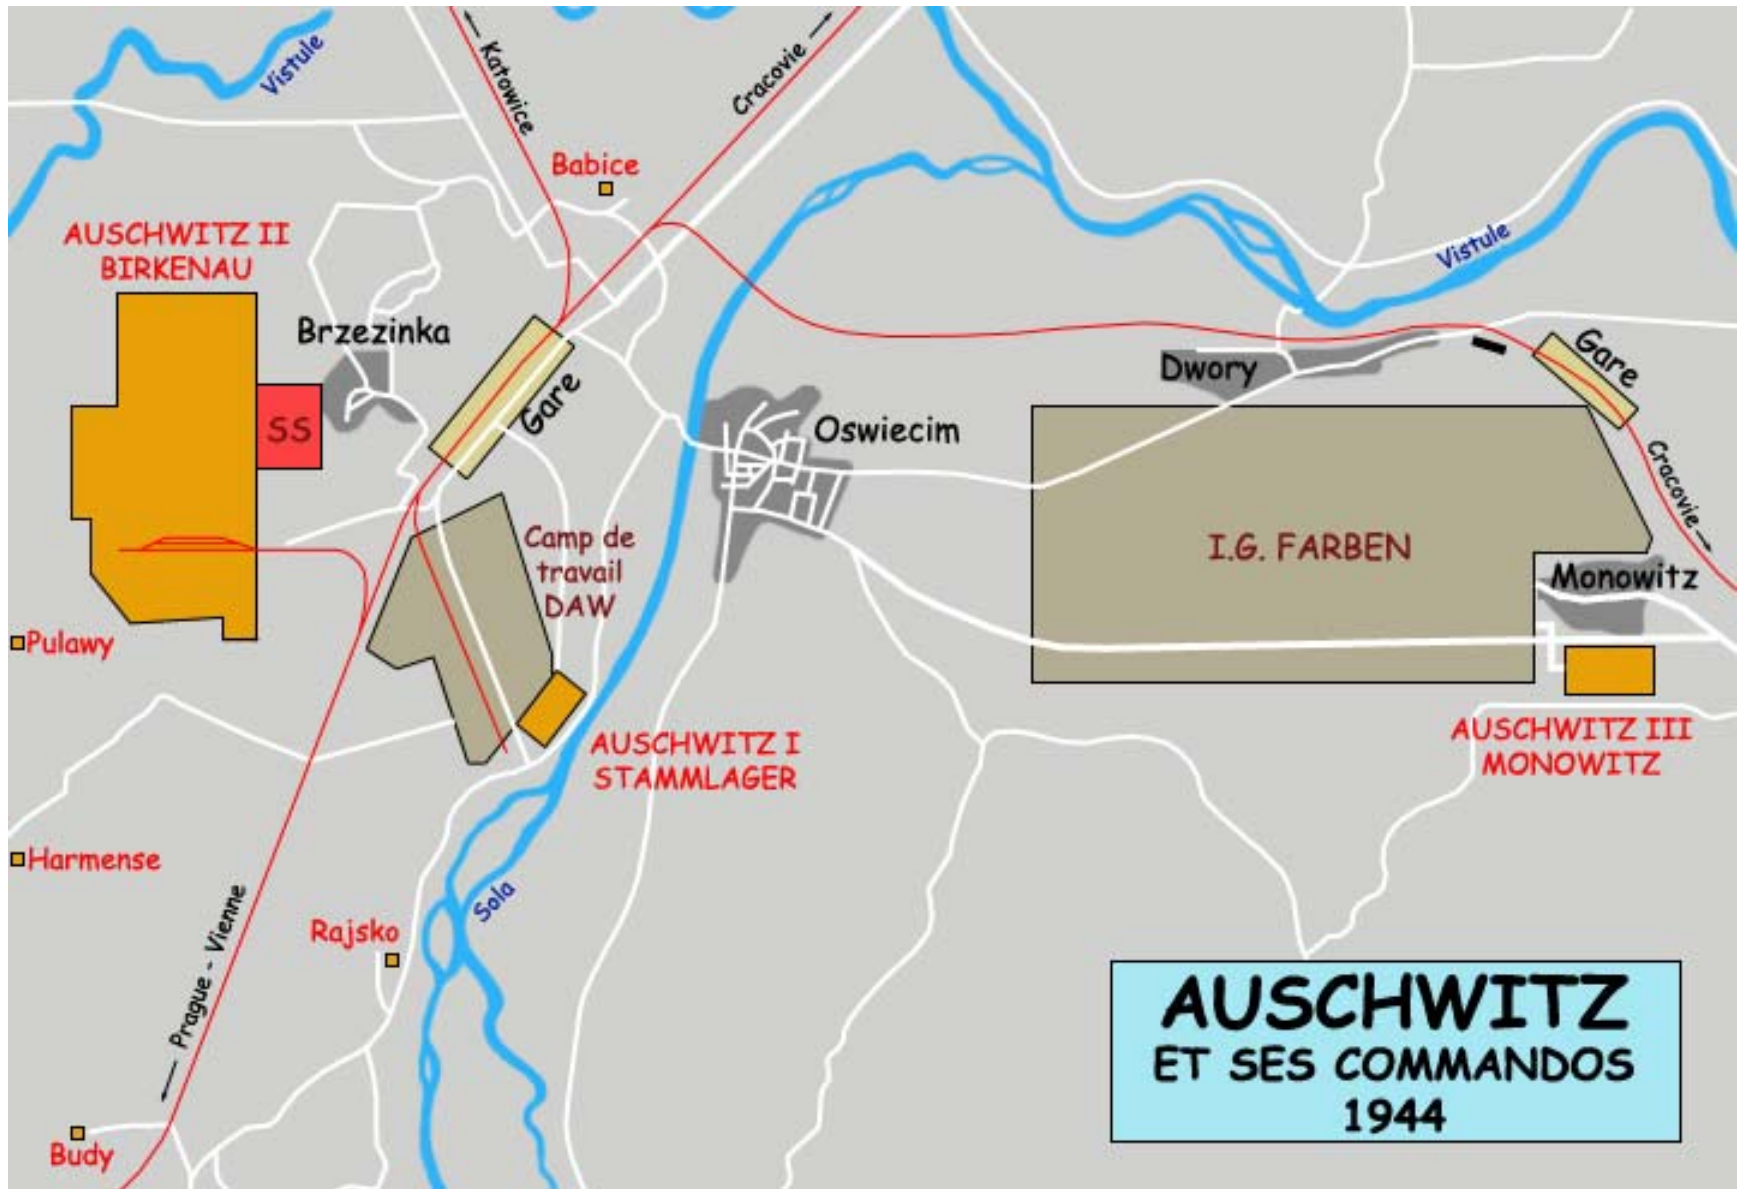 Vistule
Katowice
Cracovie
Babice
AUSCHWITZ II
BIRKENAU
Vistule
Brzezinka
Gare
Gare
Dwory
SS
Oswiecim
Cracovie
Camp de
travail
DAW
I.G. FARBEN
Monowitz
Pulawy
AUSCHWITZ I
STAMMLAGER
AUSCHWITZ III
MONOWITZ
Harmense
Sola
Rajsko
Prague - Vienne
AUSCHWITZ
ET SES COMMANDOS
1944
Budy